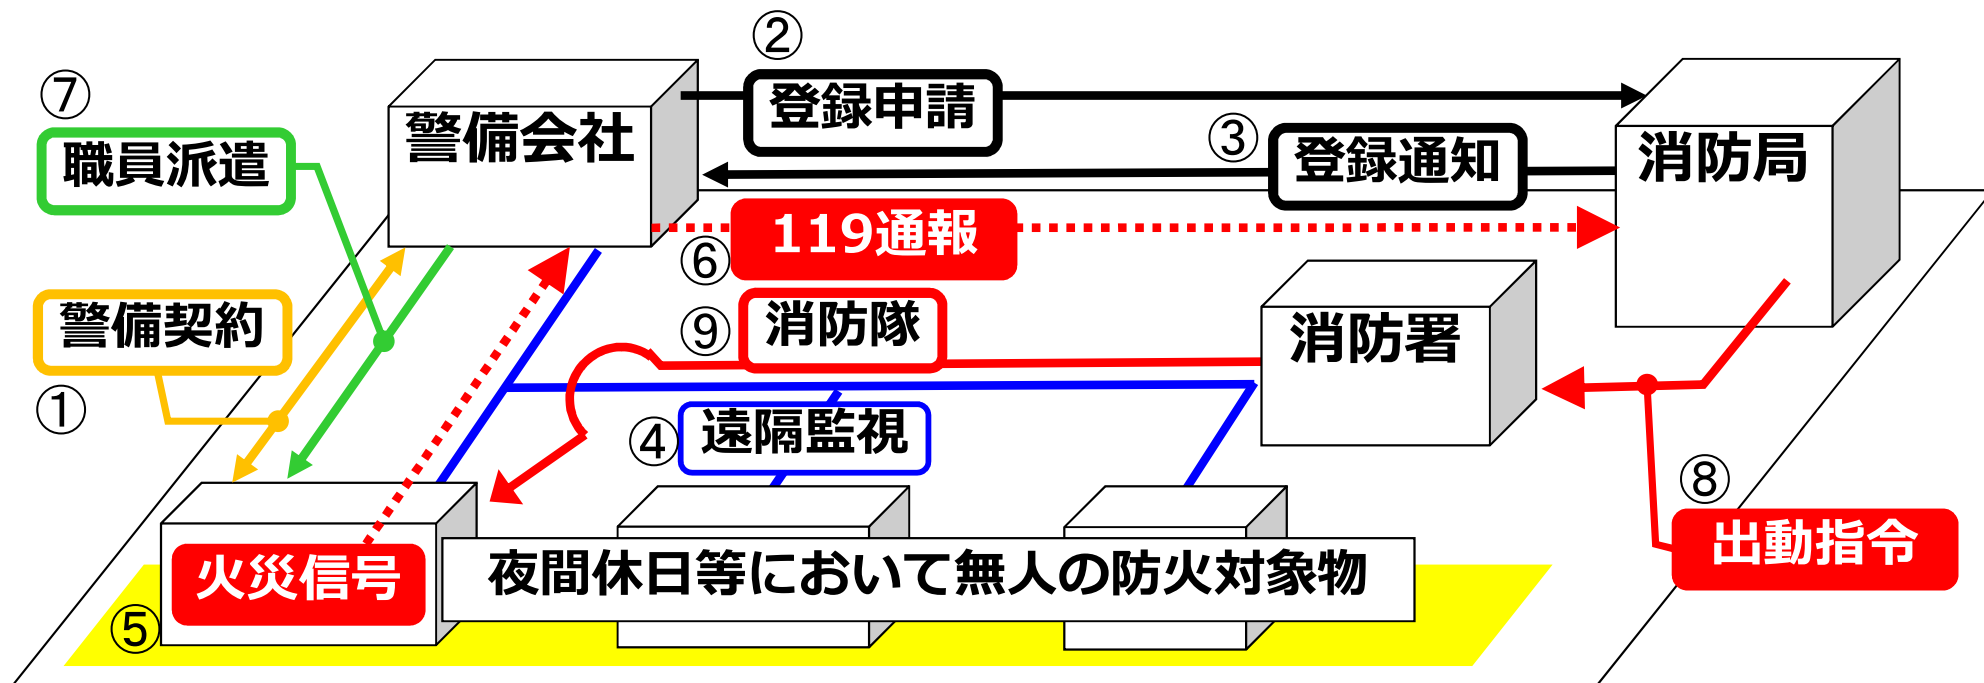 ②
⑦
登録申請
警備会社
③
登録通知
消防局
職員派遣
119通報
⑥
警備契約
⑨
消防隊
消防署
①
④
遠隔監視
⑧
出動指令
火災信号
夜間休日等において無人の防火対象物
⑤